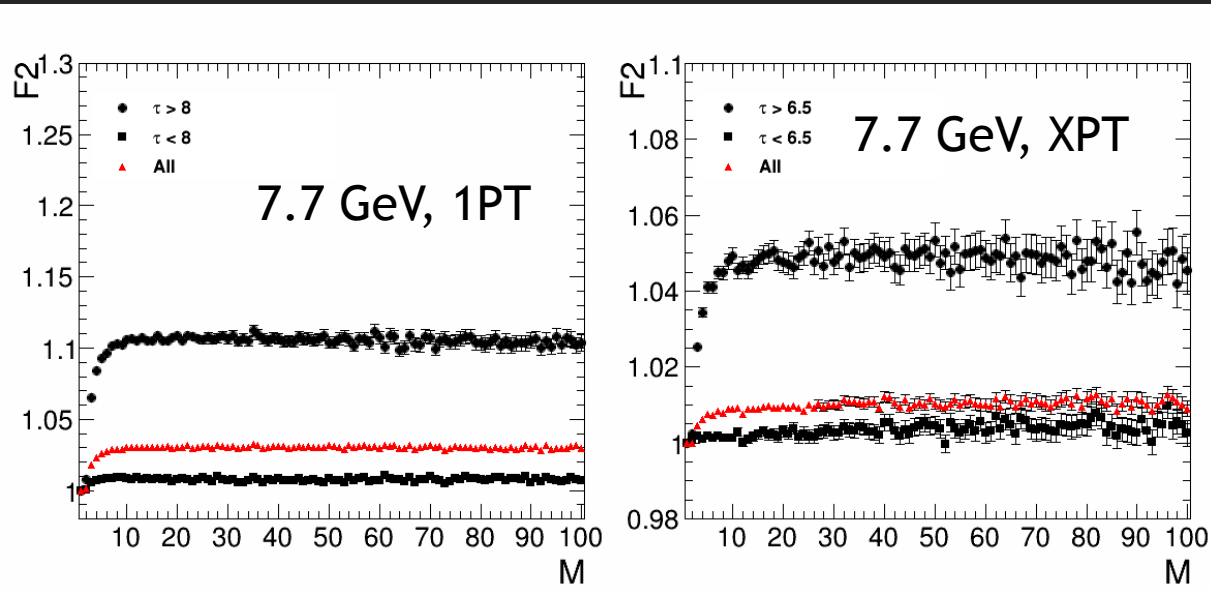 F2
1.3
1.25
1.2
1.15
1.1
1.05
1
τ > 8
τ < 8
All
7.7 GeV, 1PT
10 20 30 40 50 60 70 80 90 100
M
F2
1.1
1.08
1.06
1.04
1.02
1
0.98
τ > 6.5
τ < 6.5
All
7.7 GeV, XPT
10 20 30 40 50 60 70 80 90 100
M